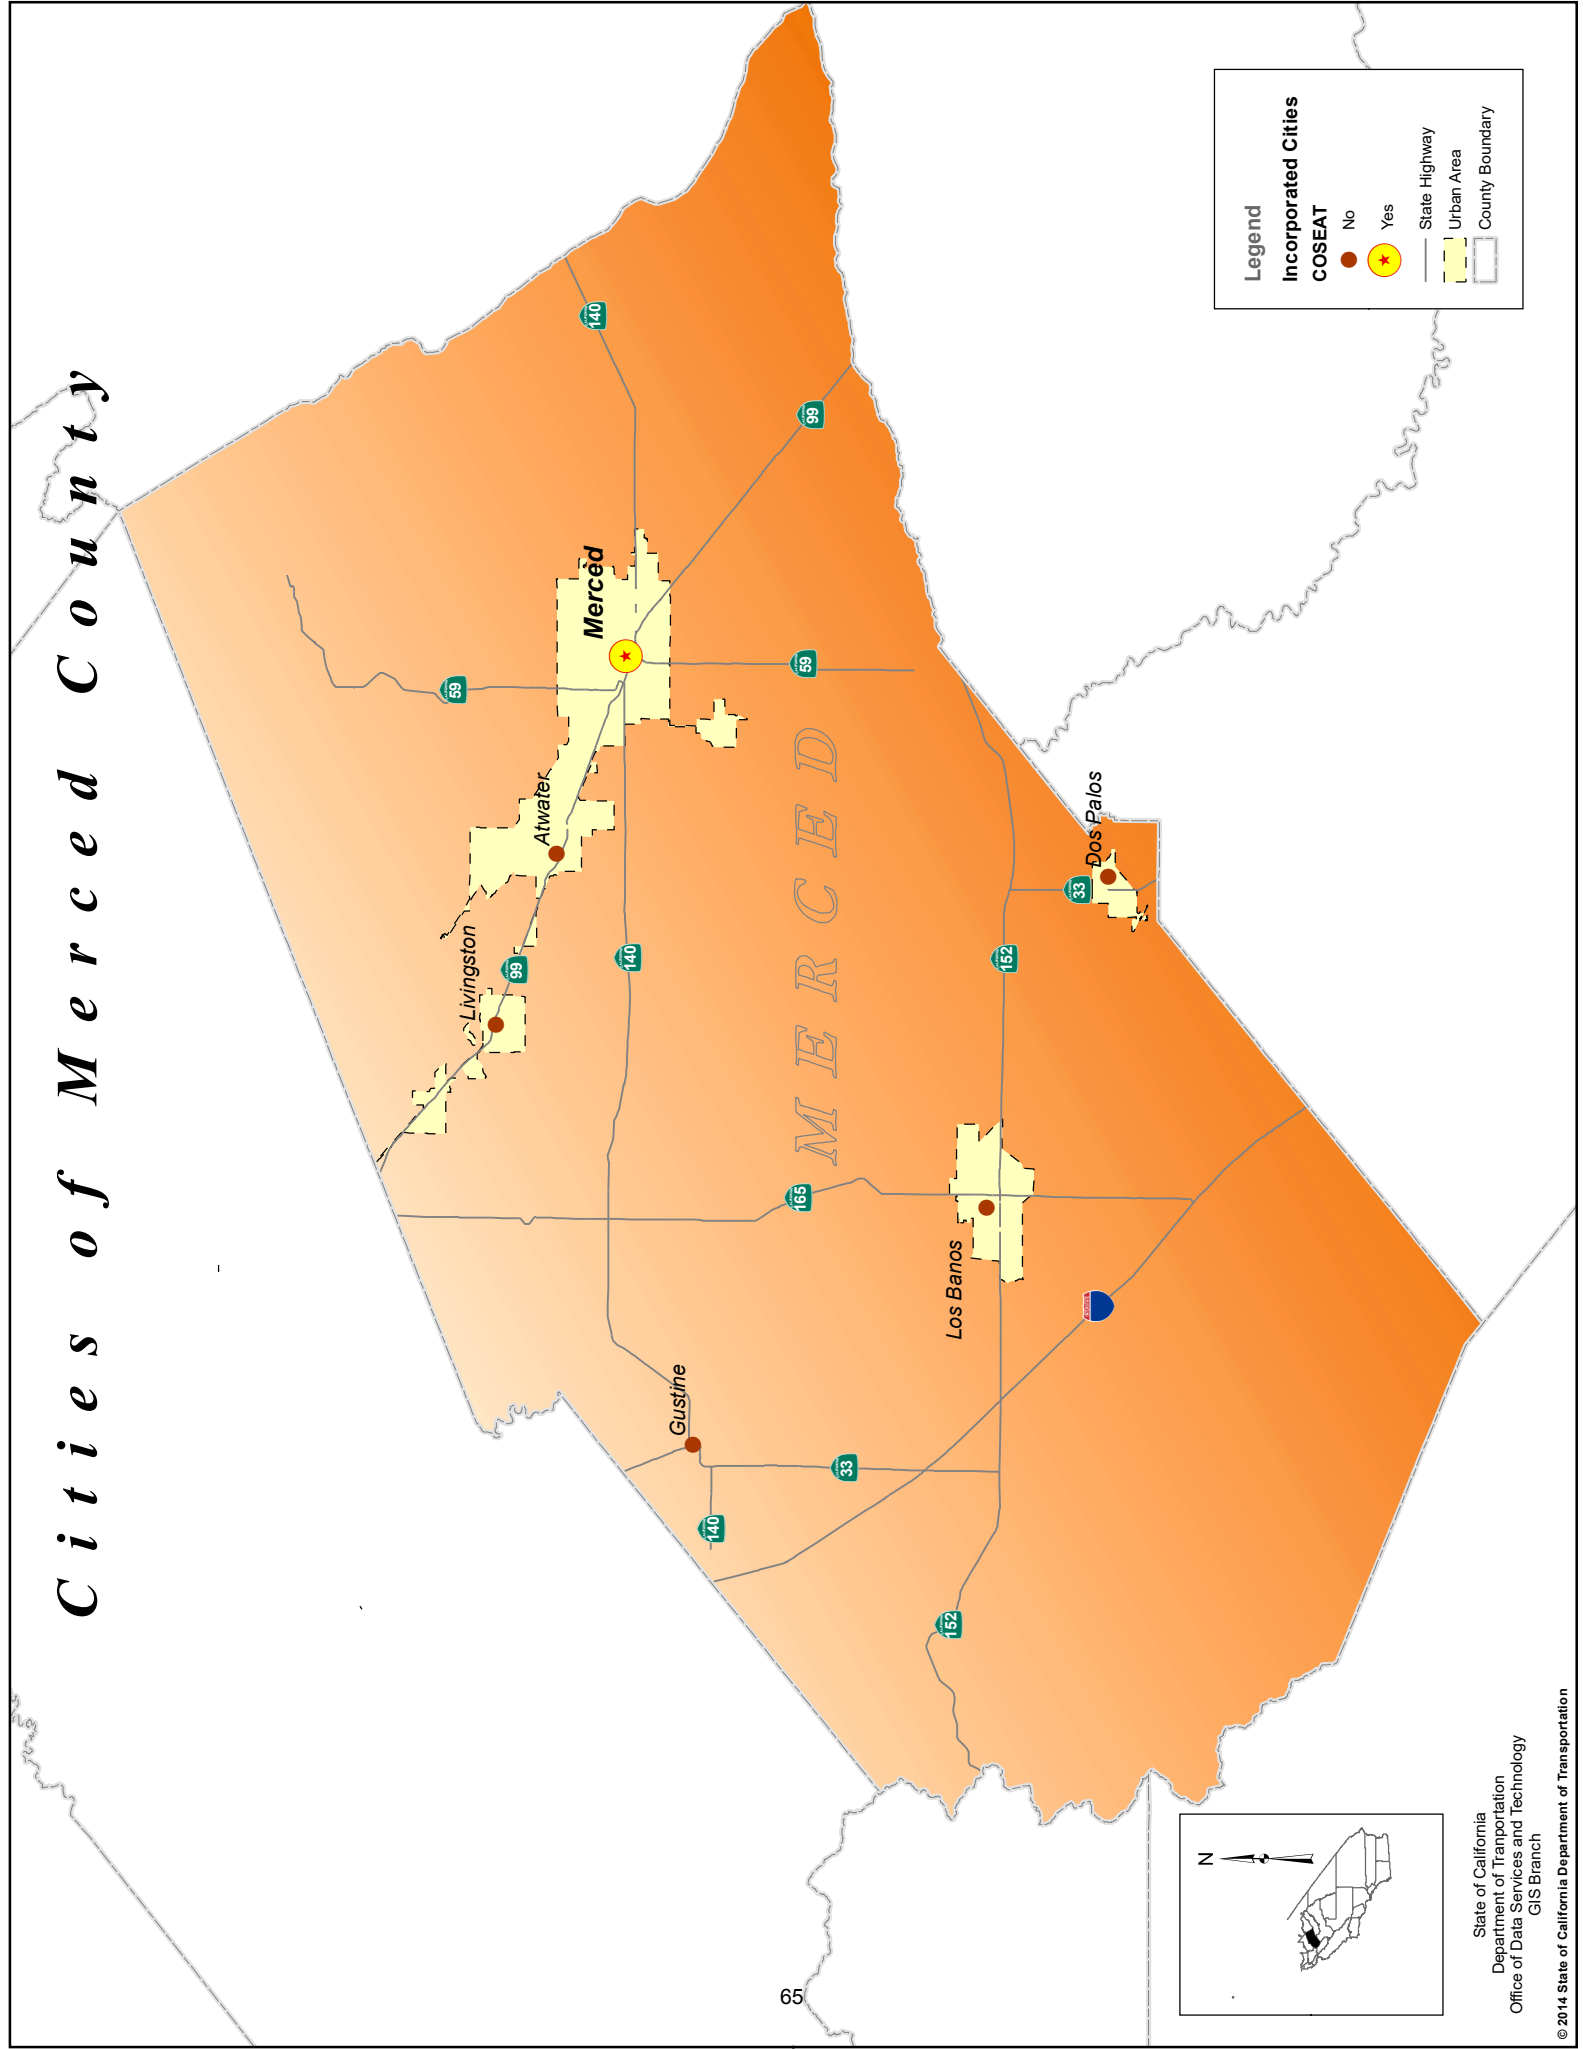 Cities of Merced County
Livingston
Atwater
Merced
Gustine
Los Banos
Dos Palos
MERCED
59
99
140
59
140
99
165
140
33
152
152
33
Legend
Incorporated Cities
COSEAT
No
Yes
State Highway
Urban Area
County Boundary
N
State of California
Department of Tranportation
Office of Data Services and Technology
GIS Branch
© 2014 State of California Department of Transportation
65